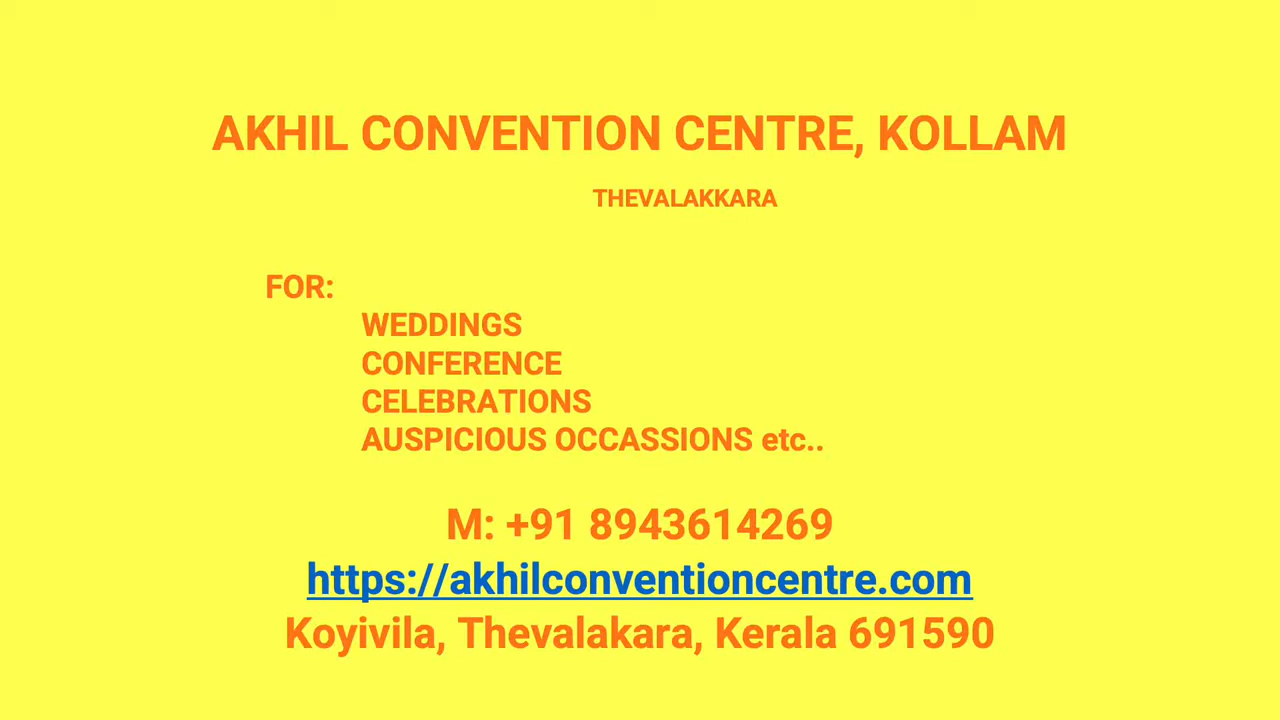 AKHIL CONVENTION CENTRE, KOLLAM
THEVALAKKARA
FOR:
WEDDINGS
CONFERENCE
CELEBRATIONS
AUSPICIOUS OCCASSIONS etc..
M: +91 8943614269
https://akhilconventioncentre.com
Koyivila, Thevalakara, Kerala 691590